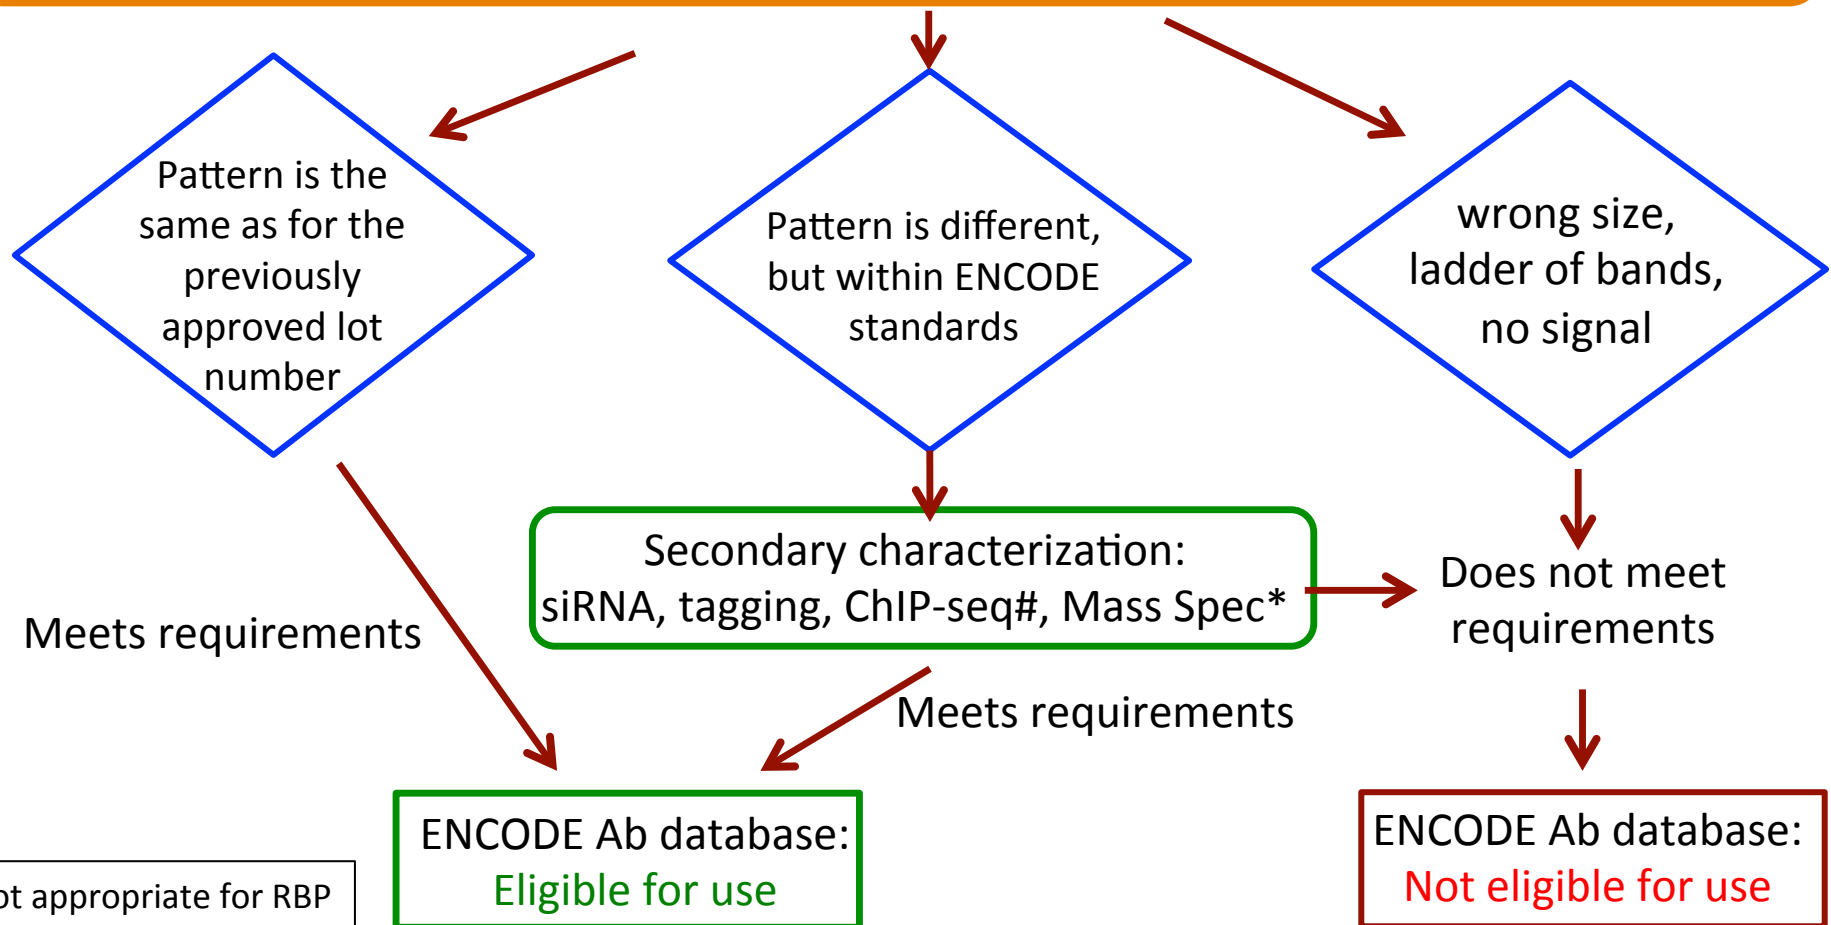 Pattern is the
same as for the
previously
approved lot
number
Pattern is different,
but within ENCODE
standards
wrong size,
ladder of bands,
no signal
Secondary characterization:
siRNA, tagging, ChIP-seq#, Mass Spec*
Does not meet
requirements
Meets requirements
Meets requirements
ENCODE Ab database:
Eligible for use
ENCODE Ab database:
Not eligible for use
appropriate for RBP